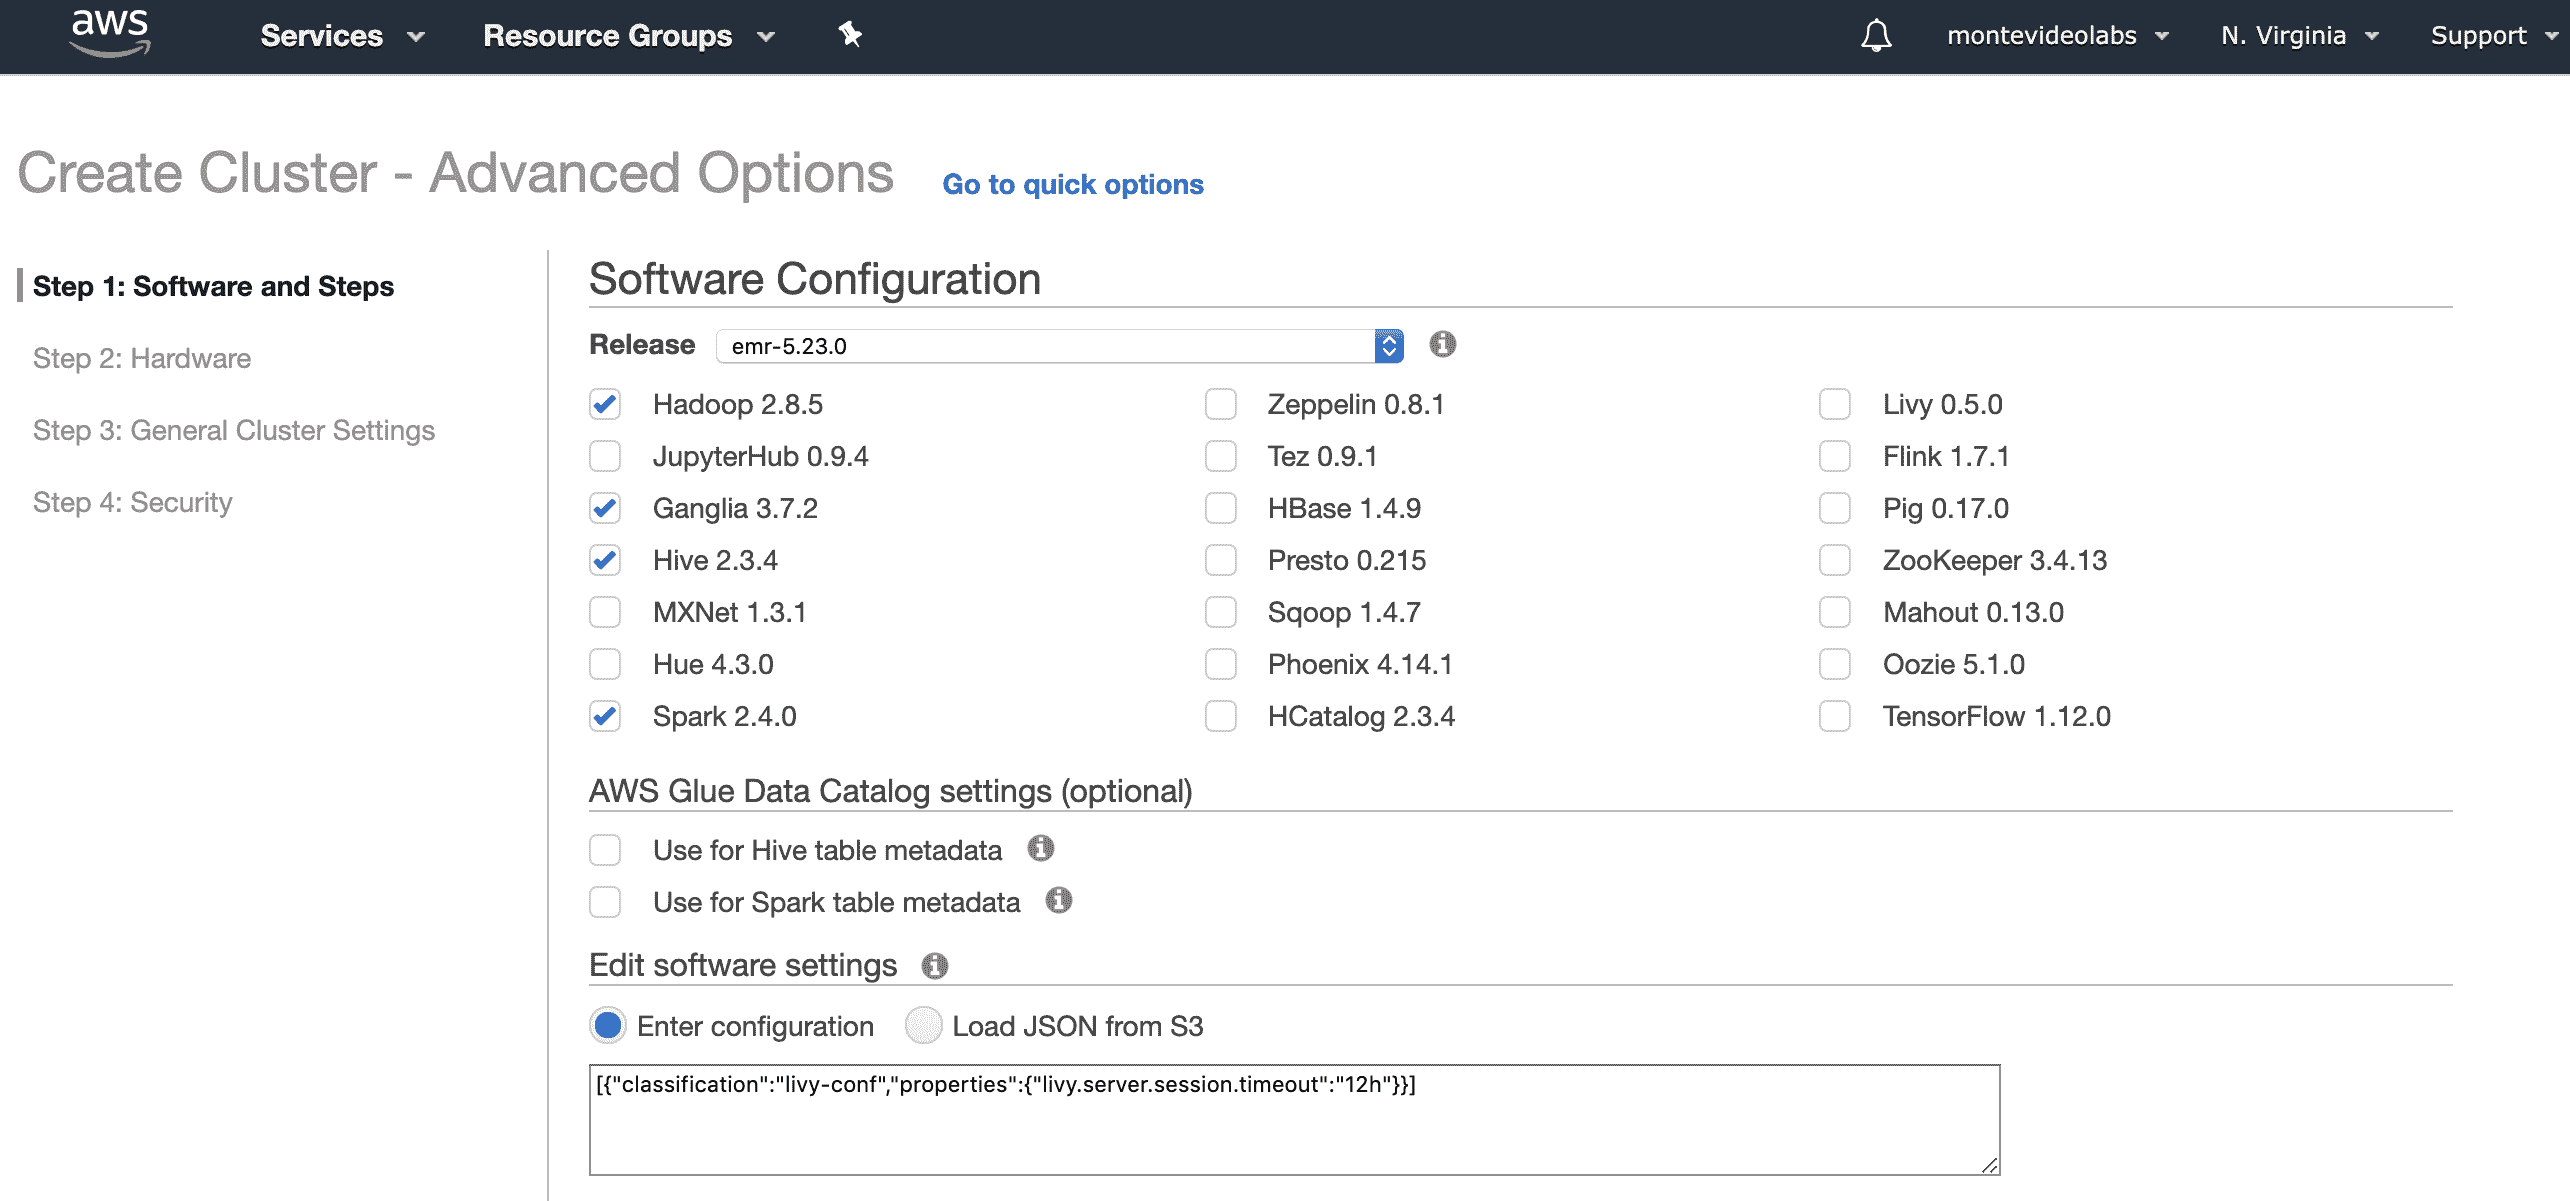 aws Services Resource Groups montevideolabs N. Virginia Support
Create Cluster - Advanced Options Go to quick options
Step 1: Software and Steps
Step 2: Hardware
Step 3: General Cluster Settings
Step 4: Security
Software Configuration
Release emr-5.23.0
Hadoop 2.8.5 Zeppelin 0.8.1 Livy 0.5.0
JupyterHub 0.9.4 Tez 0.9.1 Flink 1.7.1
Ganglia 3.7.2 HBase 1.4.9 Pig 0.17.0
Hive 2.3.4 Presto 0.215 ZooKeeper 3.4.13
MXNet 1.3.1 Sqoop 1.4.7 Mahout 0.13.0
Hue 4.3.0 Phoenix 4.14.1 Oozie 5.1.0
Spark 2.4.0 HCatalog 2.3.4 TensorFlow 1.12.0
AWS Glue Data Catalog settings (optional)
Use for Hive table metadata
Use for Spark table metadata
Edit software settings
Enter configuration Load JSON from S3
[{"classification":"livy-conf","properties":{"livy.server.session.timeout":"12h"}}]